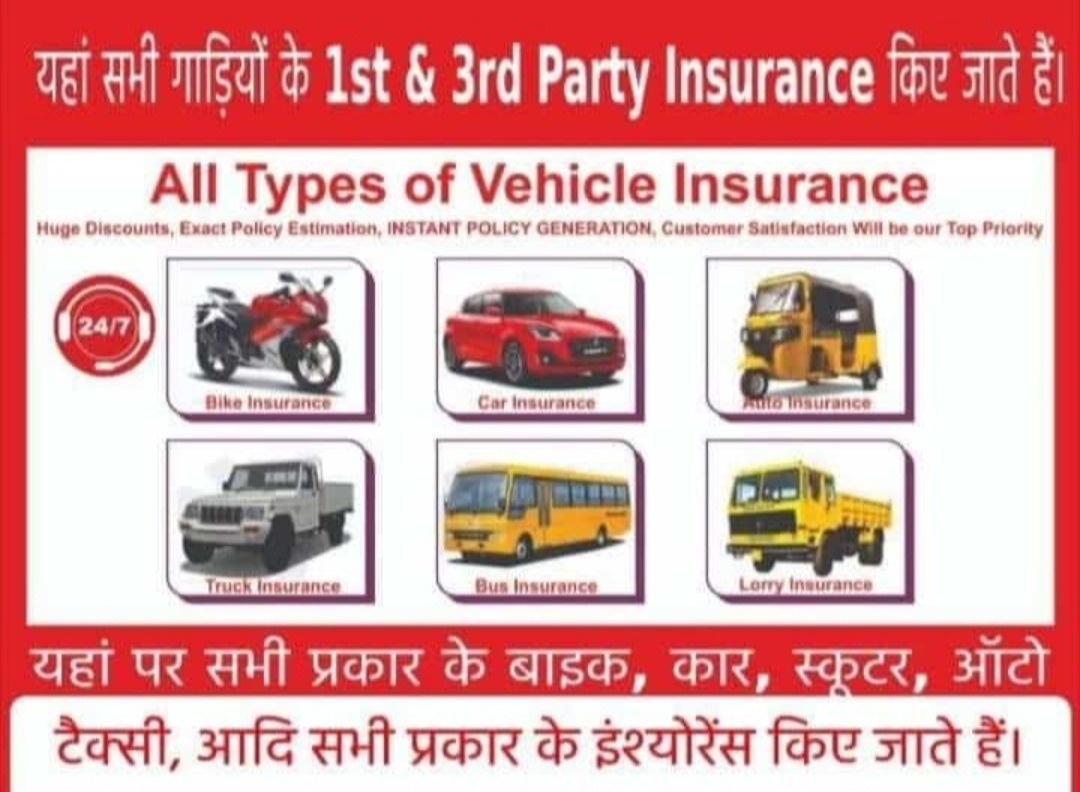 यहां सभी गाड़ियों के 1st & 3rd Party Insurance किए जाते हैं।
All Types of Vehicle Insurance
Huge Discounts, Exact Policy Estimation, INSTANT POLICY GENERATION, Customer Satisfaction Will be our Top Priority
24/7
Bike Insurance
Car Insurance
Auto Insurance
Truck Insurance
Bus Insurance
Lorry Insurance
यहां पर सभी प्रकार के बाइक, कार, स्कूटर, ऑटो
टैक्सी, आदि सभी प्रकार के इंश्योरेंस किए जाते हैं।